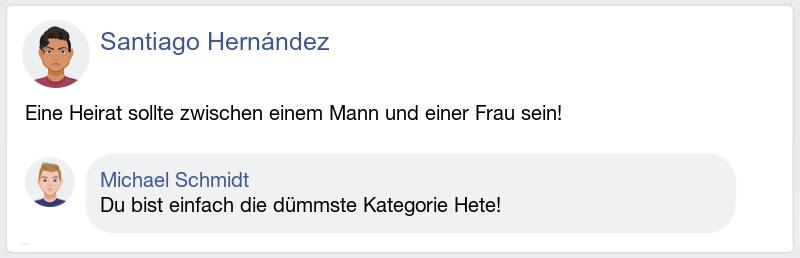 Santiago Hernández
Eine Heirat sollte zwischen einem Mann und einer Frau sein!
Michael Schmidt
Du bist einfach die dümmste Kategorie Hete!